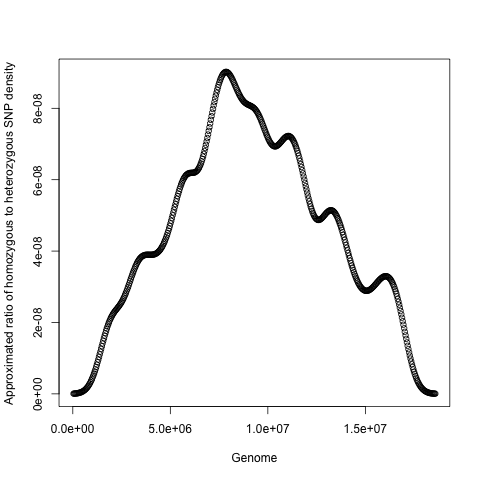 Approximated ratio of homozygous to heterozygous SNP density
8e-08
6e-08
4e-08
2e-08
0e+00
0.0e+00 5.0e+06 1.0e+07 1.5e+07
Genome